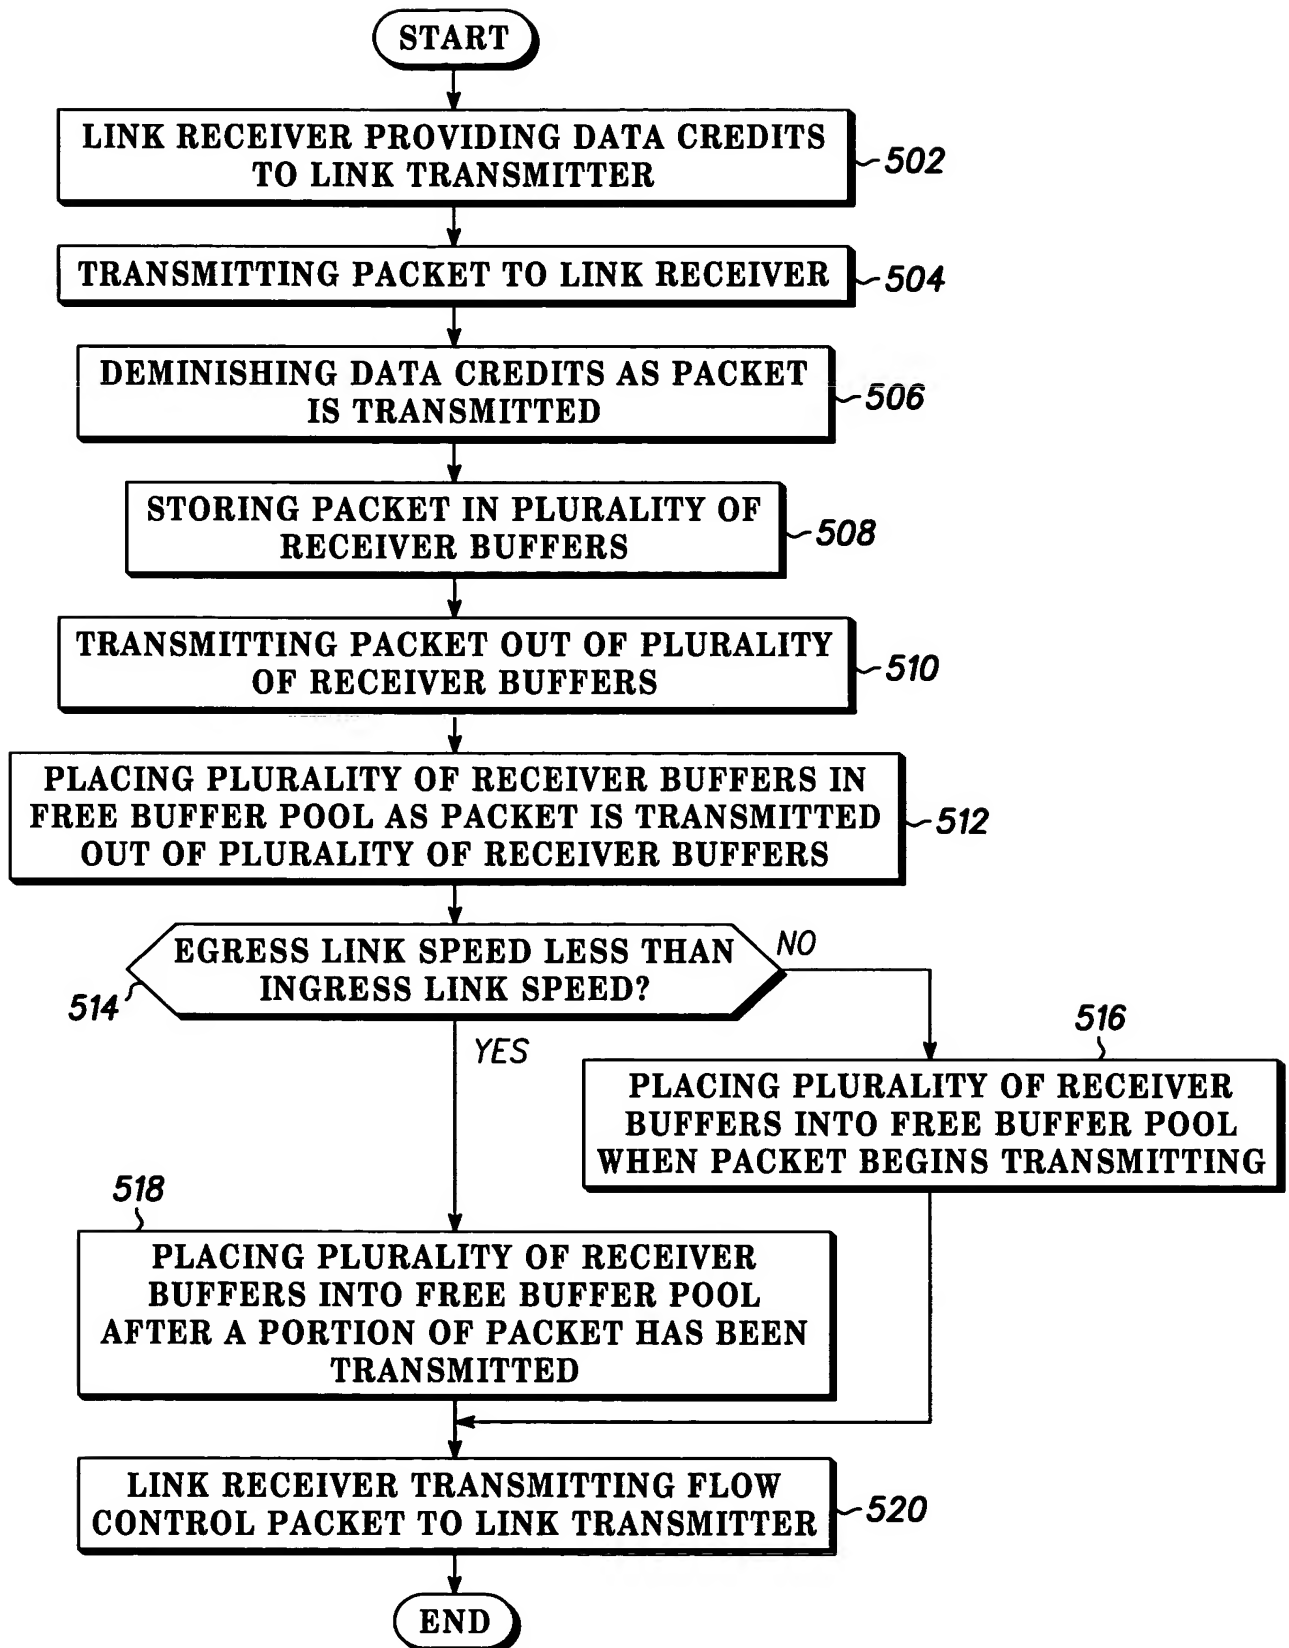 START
LINK RECEIVER PROVIDING DATA CREDITS
TO LINK TRANSMITTER
502
TRANSMITTING PACKET TO LINK RECEIVER
504
DEMINISHING DATA CREDITS AS PACKET
IS TRANSMITTED
506
STORING PACKET IN PLURALITY OF
RECEIVER BUFFERS
508
TRANSMITTING PACKET OUT OF PLURALITY
OF RECEIVER BUFFERS
510
PLACING PLURALITY OF RECEIVER BUFFERS IN
FREE BUFFER POOL AS PACKET IS TRANSMITTED
OUT OF PLURALITY OF RECEIVER BUFFERS
512
EGRESS LINK SPEED LESS THAN
INGRESS LINK SPEED?
514
NO
YES
516
PLACING PLURALITY OF RECEIVER
BUFFERS INTO FREE BUFFER POOL
WHEN PACKET BEGINS TRANSMITTING
518
PLACING PLURALITY OF RECEIVER
BUFFERS INTO FREE BUFFER POOL
AFTER A PORTION OF PACKET HAS BEEN
TRANSMITTED
LINK RECEIVER TRANSMITTING FLOW
CONTROL PACKET TO LINK TRANSMITTER
520
END